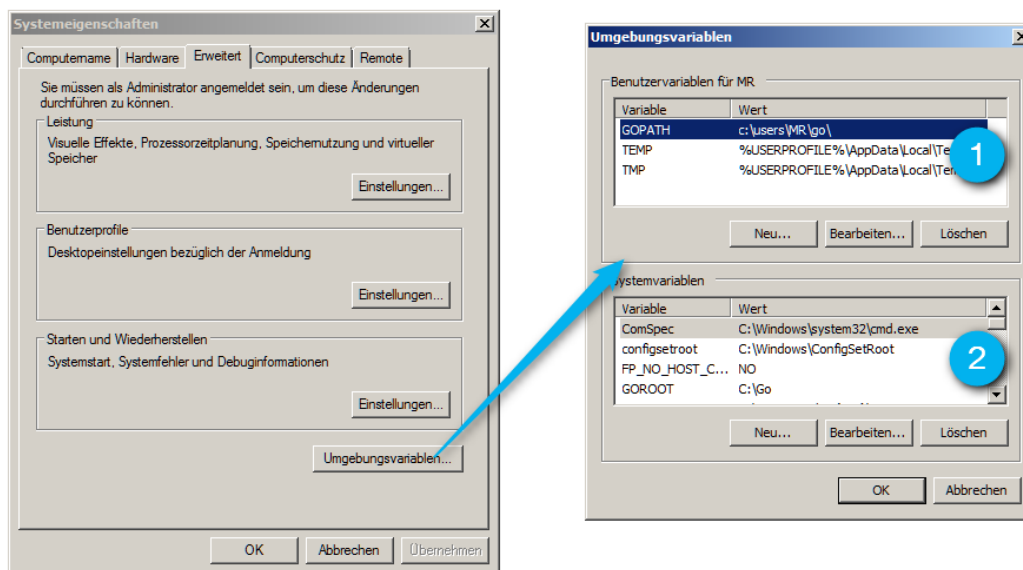 Systemeigenschaften
Computername Hardware Erweitert Computerschutz Remote
Sie müssen als Administrator angemeldet sein, um diese Änderungen
durchführen zu können.
Leistung
Visuelle Effekte, Prozessorzeitplanung, Speichernutzung und virtueller
Speicher
Einstellungen...
Benutzerprofile
Desktopeinstellungen bezüglich der Anmeldung
Einstellungen...
Starten und Wiederherstellen
Systemstart, Systemfehler und Debuginformationen
Einstellungen...
Umgebungsvariablen...
OK Abbrechen Übernehmen
Umgebungsvariablen
Benutzervariablen für MR
Variable Wert
GOPATH c:\users\MR\go\
TEMP %USERPROFILE%\AppData\Local\Te
TMP %USERPROFILE%\AppData\Local\Tem
1
Neu... Bearbeiten... Löschen
Systemvariablen
Variable Wert
ComSpec C:\Windows\system32\cmd.exe
configsetroot C:\Windows\ConfigSetRoot
FP_NO_HOST_C... NO
GOROOT C:\Go
2
Neu... Bearbeiten... Löschen
OK Abbrechen